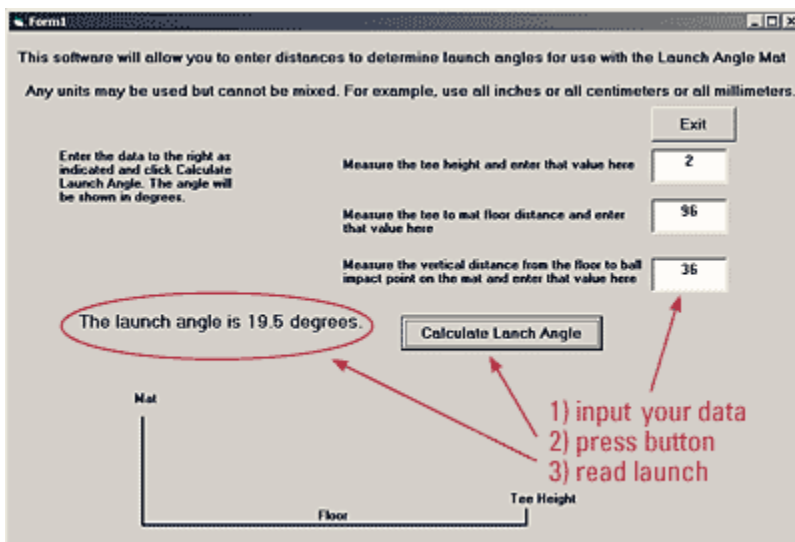 Form1
This software will allow you to enter distances to determine launch angles for use with the Launch Angle Mat
Any units may be used but cannot be mixed. For example, use all inches or all centimeters or all millimeters.
Exit
Enter the data to the right as
indicated and click Calculate
Launch Angle. The angle will
be shown in degrees.
Measure the tee height and enter that value here
2
Measure the tee to mat floor distance and enter
that value here
96
Measure the vertical distance from the floor to ball
impact point on the mat and enter that value here
36
The launch angle is 19.5 degrees.
Calculate Lanch Angle
1) input your data
2) press button
3) read launch
Mat
Tee Height
Floor